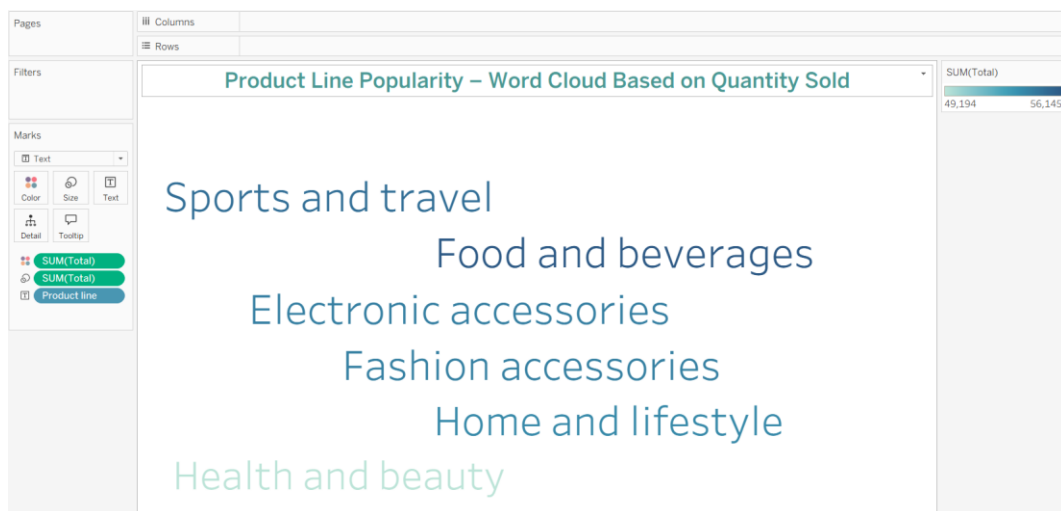 Pages
Columns
Rows
Filters
Product Line Popularity – Word Cloud Based on Quantity Sold
SUM(Total)
49,194 56,145
Marks
Text
Color Size Text
Detail Tooltip
SUM(Total)
SUM(Total)
Product line
Sports and travel
Food and beverages
Electronic accessories
Fashion accessories
Home and lifestyle
Health and beauty